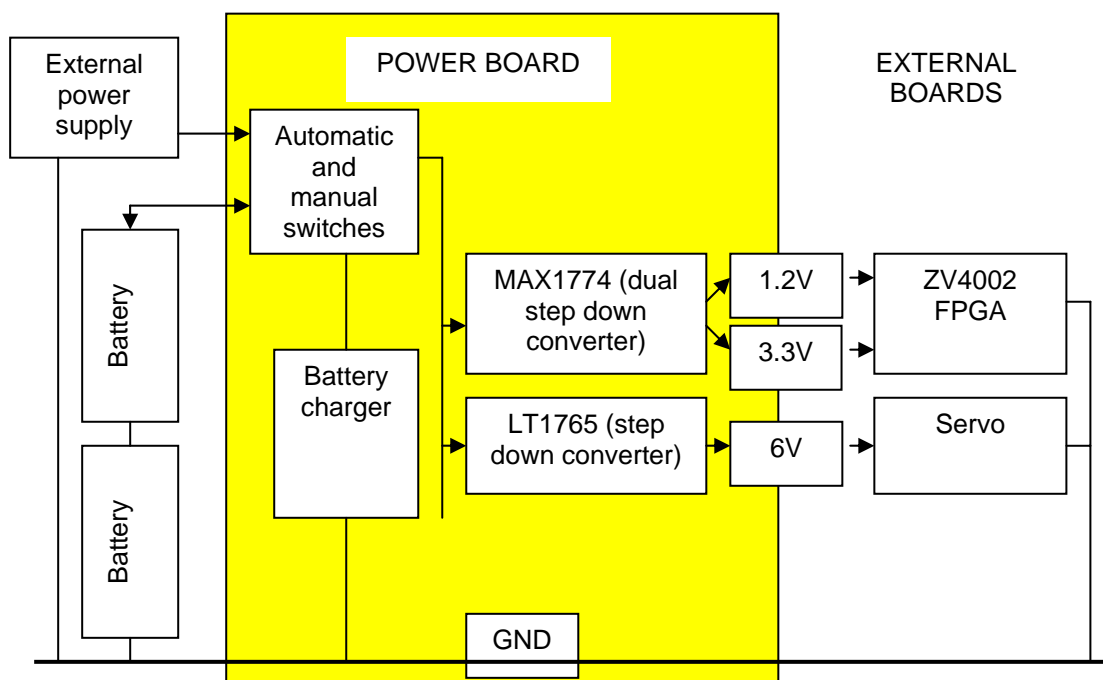 External
power
supply
POWER BOARD
EXTERNAL
BOARDS
Automatic
and
manual
switches
Battery
Battery
Battery
charger
MAX1774 (dual
step down
converter)
LT1765 (step
down converter)
1.2V
3.3V
6V
ZV4002
FPGA
Servo
GND